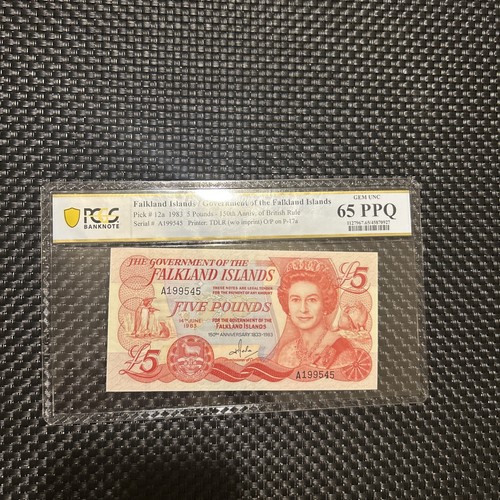 PCGS
BANKNOTE
Falkland Islands / Government of the Falkland Islands
Pick # 12a 1983 5 Pounds - 150th Anniv. of British Rule
Serial # A199545 Printer: TDLR (w/o imprint) O/P on P-17a
GEM UNC
65 PPQ
THE GOVERNMENT OF THE
FALKLAND ISLANDS
£5
A199545
THESE NOTES ARE LEGAL TENDER
FOR THE PAYMENT OF ANY AMOUNT
FIVE POUNDS
14TH JUNE
1983
FOR THE GOVERNMENT OF THE
FALKLAND ISLANDS
150TH ANNIVERSARY 1833-1983
£5
A199545